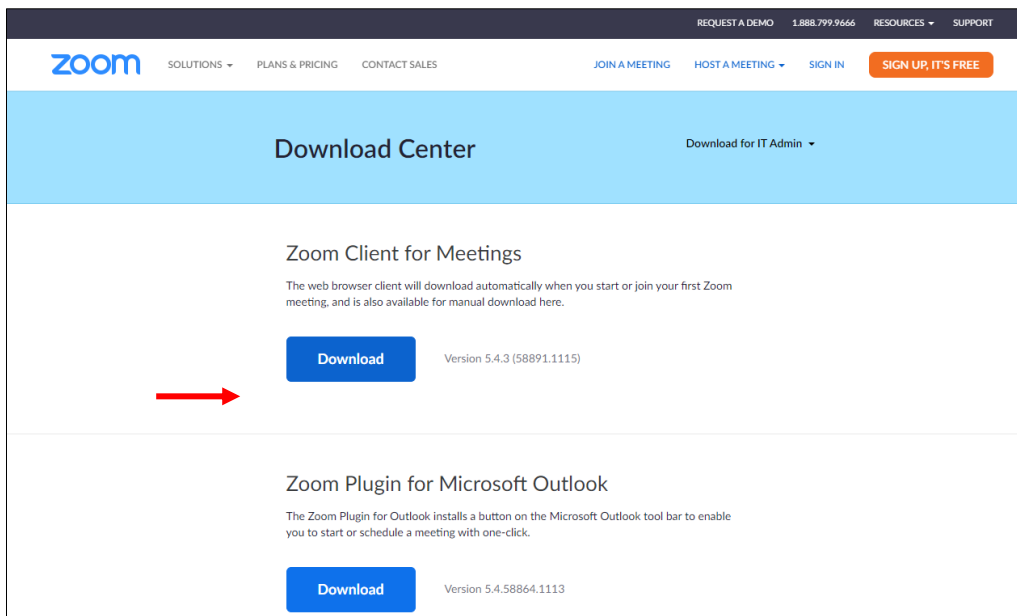 REQUEST A DEMO 1.888.799.9666 RESOURCES SUPPORT
zoom SOLUTIONS PLANS & PRICING CONTACT SALES JOIN A MEETING HOST A MEETING SIGN IN SIGN UP, IT'S FREE
Download Center Download for IT Admin
Zoom Client for Meetings
The web browser client will download automatically when you start or join your first Zoom
meeting, and is also available for manual download here.
Download Version 5.4.3 (58891.1115)
Zoom Plugin for Microsoft Outlook
The Zoom Plugin for Outlook installs a button on the Microsoft Outlook tool bar to enable
you to start or schedule a meeting with one-click.
Download Version 5.4.58864.1113